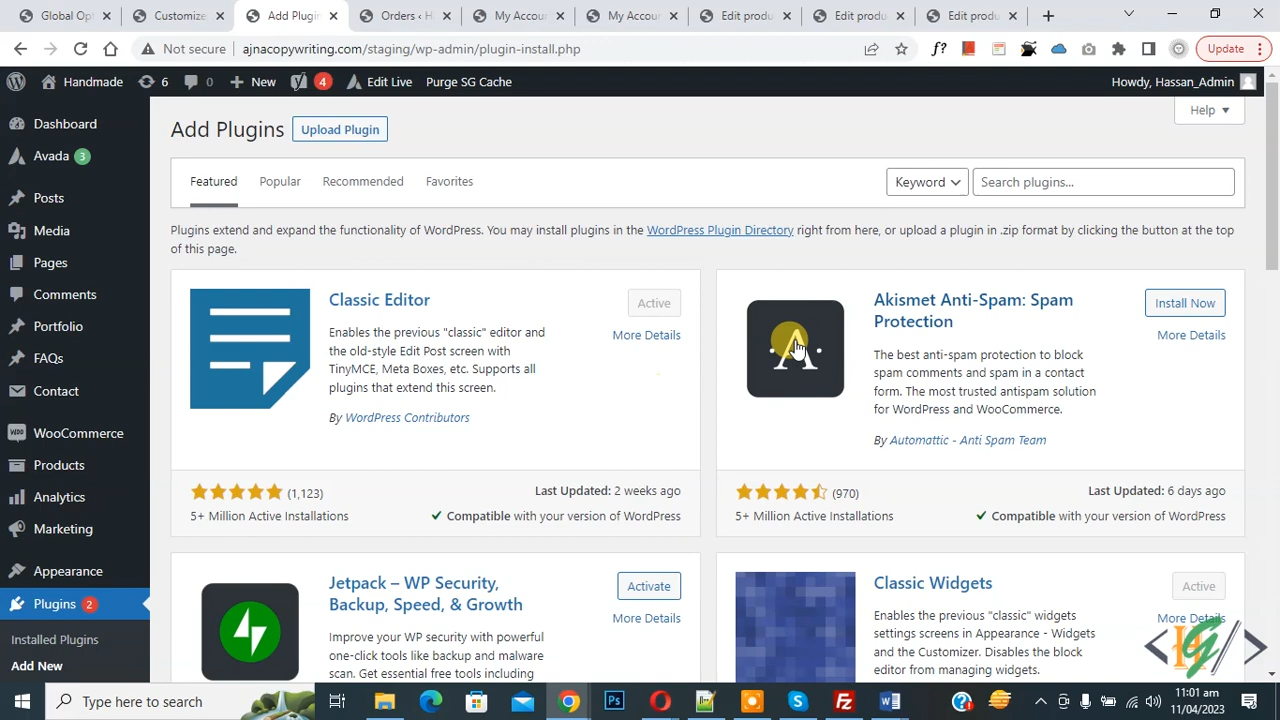 Global Opt
Customize
Add Plugin
Orders ‹ H
My Accour
My Accour
Edit produ
Edit produ
Edit produ
Not secure
ajnacopywriting.com/staging/wp-admin/plugin-install.php
f?
Update
Handmade
6
0
New
4
Edit Live
Purge SG Cache
Howdy, Hassan_Admin
Dashboard
Avada 3
Posts
Media
Pages
Comments
Portfolio
FAQs
Contact
WooCommerce
Products
Analytics
Marketing
Appearance
Plugins 2
Installed Plugins
Add New
Help
Add Plugins
Upload Plugin
Featured
Popular
Recommended
Favorites
Keyword
Search plugins...
Plugins extend and expand the functionality of WordPress. You may install plugins in the WordPress Plugin Directory right from here, or upload a plugin in .zip format by clicking the button at the top
of this page.
Classic Editor
Active
More Details
Enables the previous "classic" editor and
the old-style Edit Post screen with
TinyMCE, Meta Boxes, etc. Supports all
plugins that extend this screen.
By WordPress Contributors
(1,123)
5+ Million Active Installations
Last Updated: 2 weeks ago
Compatible with your version of WordPress
A
Akismet Anti-Spam: Spam
Protection
Install Now
More Details
The best anti-spam protection to block
spam comments and spam in a contact
form. The most trusted antispam solution
for WordPress and WooCommerce.
By Automattic - Anti Spam Team
(970)
5+ Million Active Installations
Last Updated: 6 days ago
Compatible with your version of WordPress
Jetpack – WP Security,
Backup, Speed, & Growth
Activate
More Details
Improve your WP security with powerful
one-click tools like backup and malware
scan. Get essential free tools including
Classic Widgets
Active
More Details
Enables the previous "classic" widgets
settings screens in Appearance - Widgets
and the Customizer. Disables the block
editor from managing widgets.
Type here to search
Ps
11:01 am
11/04/2023